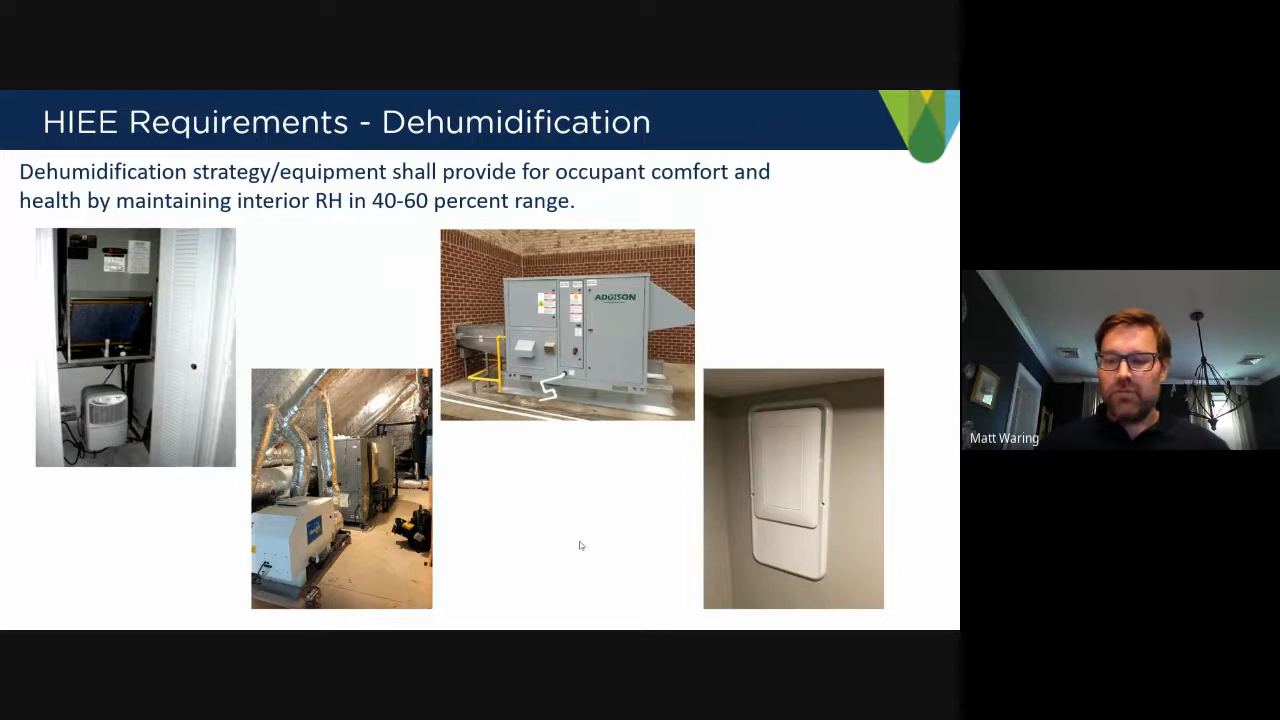 HIEE Requirements - Dehumidification
Dehumidification strategy/equipment shall provide for occupant comfort and
health by maintaining interior RH in 40-60 percent range.
ADDISON
Matt Waring